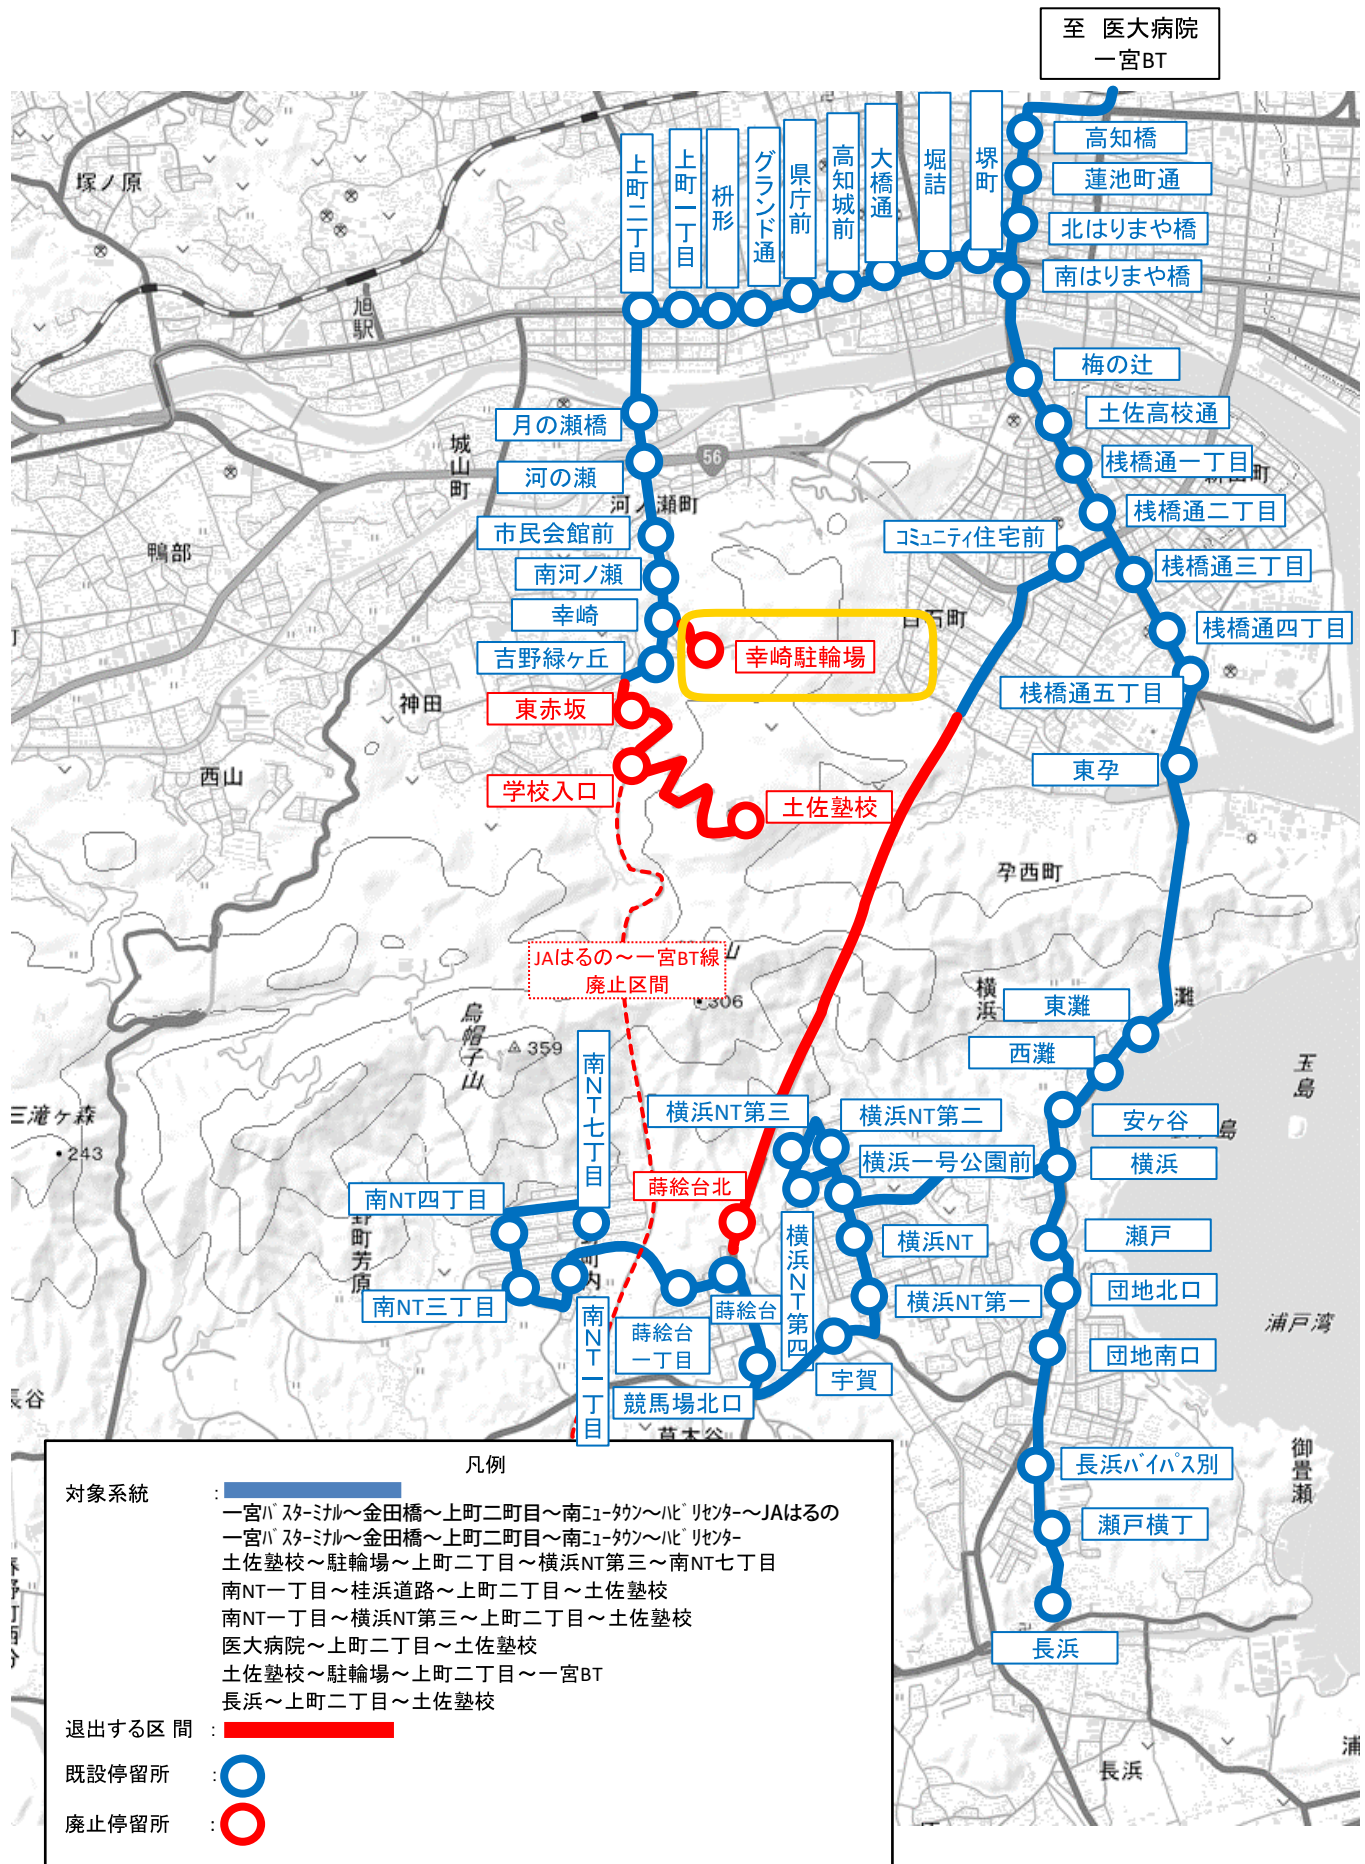 至 医大病院
一宮BT
高知橋
蓮池町通
北はりまや橋
南はりまや橋
堺町
堀詰
大橋通
高知城前
県庁前
グランド通
枡形
上町一丁目
上町二丁目
塚ノ原
旭駅
梅の辻
土佐高校通
桟橋通一丁目
桟橋通二丁目
桟橋通三丁目
桟橋通四丁目
桟橋通五丁目
コミュニティ住宅前
月の瀬橋
河の瀬
56
城山町
河ノ瀬町
市民会館前
南河ノ瀬
鴨部
幸崎
吉野緑ヶ丘
幸崎駐輪場
東赤坂
学校入口
土佐塾校
神田
西山
東孕
孕西町
JAはるの～一宮BT線
廃止区間
306
烏帽子山
359
横浜
灘
東灘
西灘
玉島
安ヶ谷
横浜
三滝ヶ森
243
南NT七丁目
横浜NT第三
横浜NT第二
横浜一号公園前
蒔絵台北
南NT四丁目
横浜NT
瀬戸
南NT三丁目
横浜NT第一
団地北口
横浜NT第四
蒔絵台
蒔絵台
一丁目
南NT一丁目
宇賀
団地南口
浦戸湾
競馬場北口
長谷
長浜バイパス別
御畳瀬
瀬戸横丁
長浜
長浜
凡例
対象系統 :
一宮バスターミナル～金田橋～上町二町目～南ニュータウン～ハビリセンター～JAはるの
一宮バスターミナル～金田橋～上町二町目～南ニュータウン～ハビリセンター
土佐塾校～駐輪場～上町二丁目～横浜NT第三～南NT七丁目
南NT一丁目～桂浜道路～上町二丁目～土佐塾校
南NT一丁目～横浜NT第三～上町二丁目～土佐塾校
医大病院～上町二丁目～土佐塾校
土佐塾校～駐輪場～上町二丁目～一宮BT
長浜～上町二丁目～土佐塾校
退出する区 間 :
既設停留所 :
廃止停留所 :